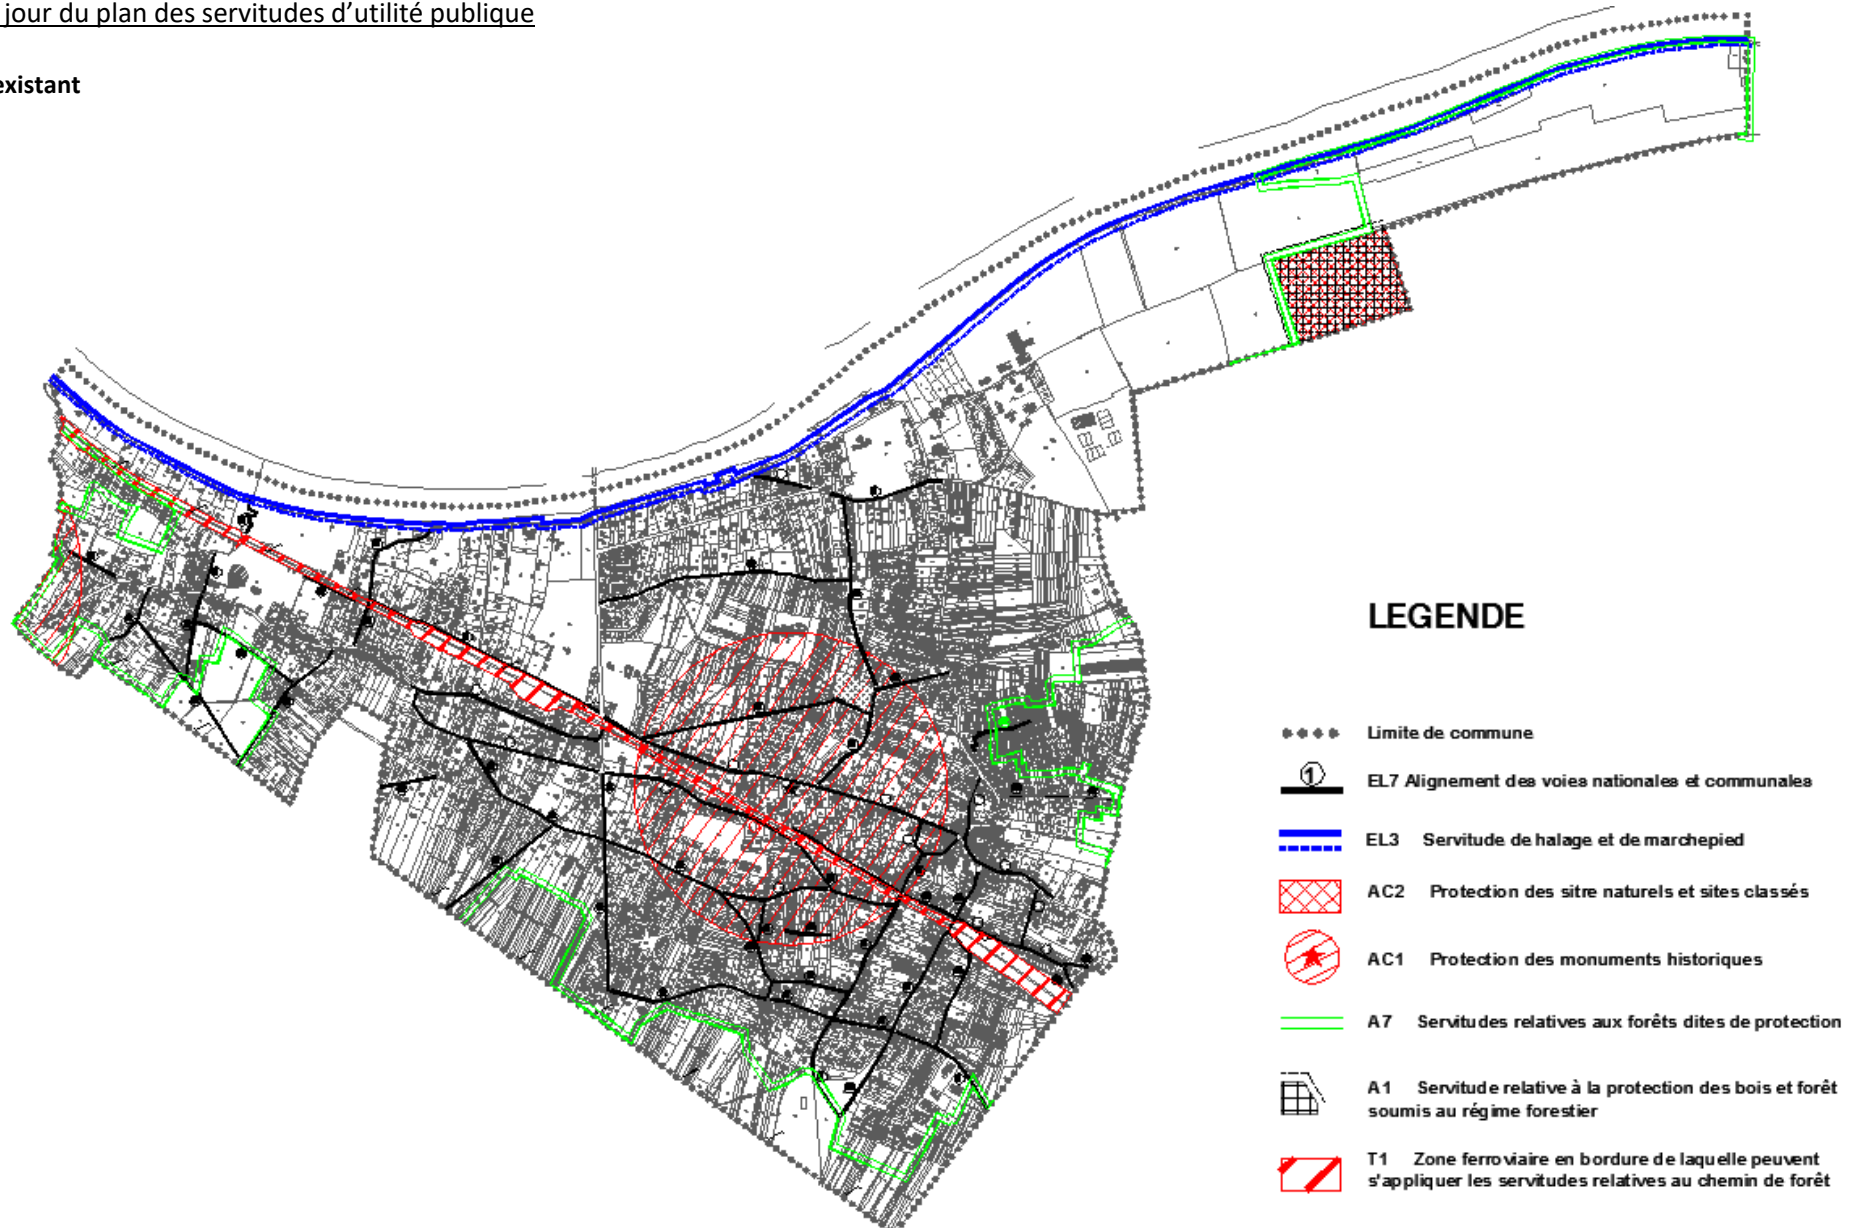 jour du plan des servitudes d’utilité publique
existant
LEGENDE
Limite de commune
1
EL7 Alignement des voies nationales et communales
EL3 Servitude de halage et de marchepied
AC2 Protection des sitre naturels et sites classés
AC1 Protection des monuments historiques
A7 Servitudes relatives aux forêts dites de protection
A1 Servitude relative à la protection des bois et forêt
soumis au régime forestier
T1 Zone ferroviaire en bordure de laquelle peuvent
s'appliquer les servitudes relatives au chemin de forêt